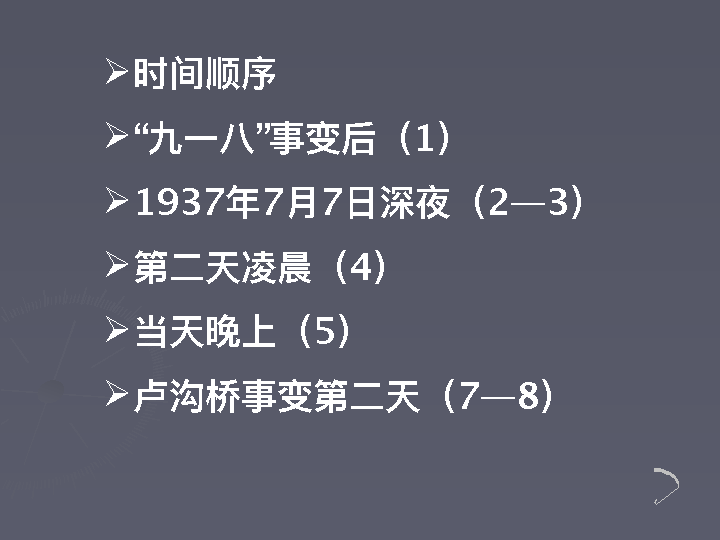 时间顺序
“九一八”事变后（1）
1937年7月7日深夜（2—3）
第二天凌晨（4）
当天晚上（5）
卢沟桥事变第二天（7—8）